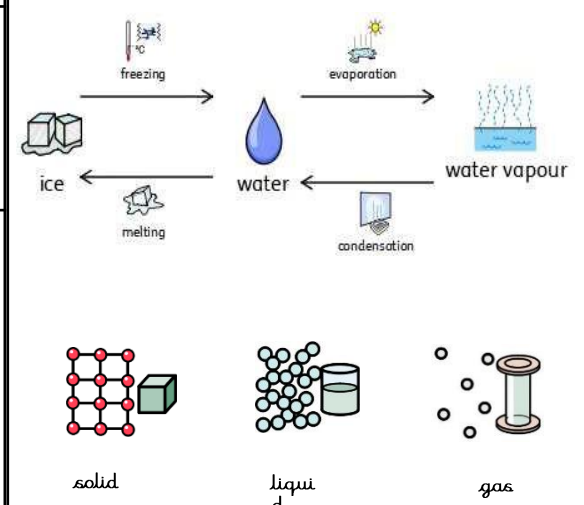 °C
freezing
evaporation
ice
water
water vapour
melting
condensation
solid
liqui
d
gas